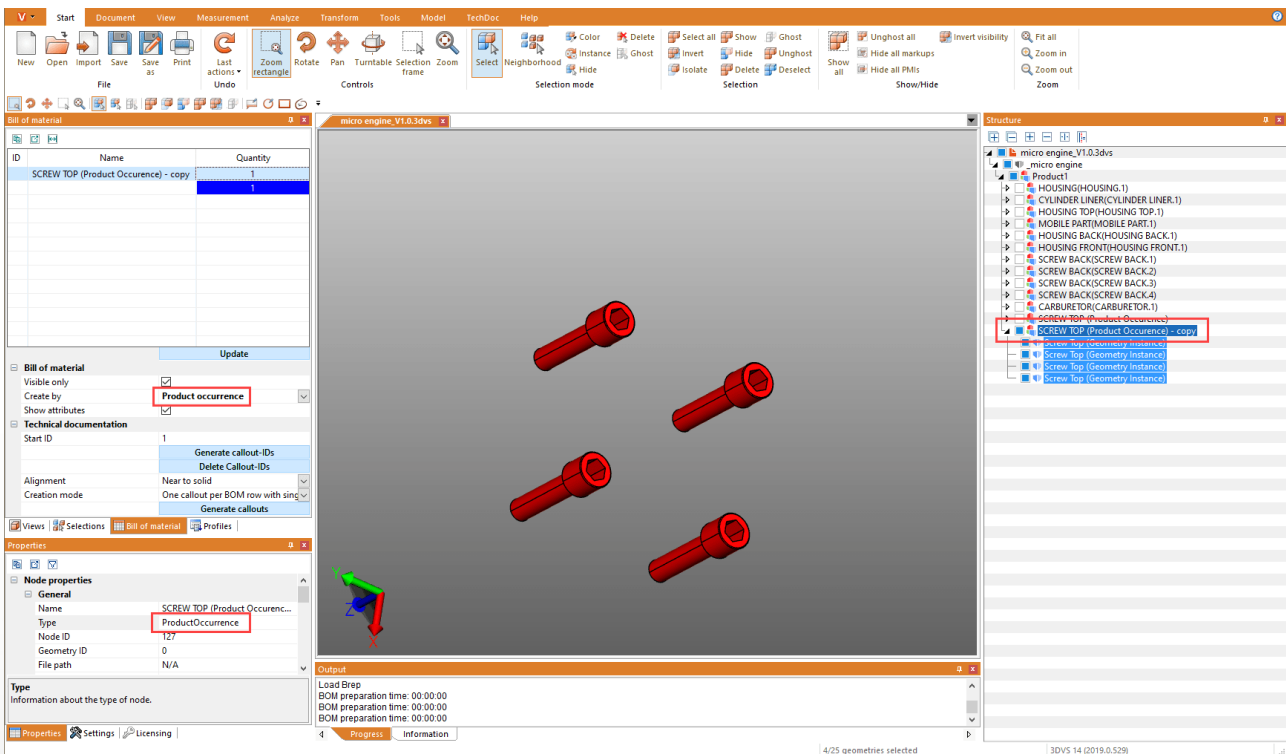 V Start Document View Measurement Analyze Transform Tools Model TechDoc Help
New Open Import Save Save as Print
File
Last actions
Undo
Zoom rectangle Rotate Pan Turntable Selection frame Zoom
Controls
Select Neighborhood
Color Delete
Instance Ghost
Hide
Selection mode
Select all Show Ghost
Invert Hide Unghost
Isolate Delete Deselect
Selection
Show all
Unghost all Invert visibility
Hide all markups
Hide all PMIs
Show/Hide
Fit all
Zoom in
Zoom out
Zoom
Bill of material
ID Name Quantity
SCREW TOP (Product Occurence) - copy 1
1
Update
Bill of material
Visible only
Create by Product occurrence
Show attributes
Technical documentation
Start ID 1
Generate callout-IDs
Delete Callout-IDs
Alignment Near to solid
Creation mode One callout per BOM row with sing
Generate callouts
Views Selections Bill of material Profiles
Properties
Node properties
General
Name SCREW TOP (Product Occurenc...
Type ProductOccurrence
Node ID 127
Geometry ID 0
File path N/A
Type
Information about the type of node.
Properties Settings Licensing
micro engine_V1.0.3dvs
Y
Z
X
Output
Load Brep
BOM preparation time: 00:00:00
BOM preparation time: 00:00:00
BOM preparation time: 00:00:00
Progress Information
Structure
micro engine_V1.0.3dvs
_micro engine
Product1
HOUSING(HOUSING.1)
CYLINDER LINER(CYLINDER LINER.1)
HOUSING TOP(HOUSING TOP.1)
MOBILE PART(MOBILE PART.1)
HOUSING BACK(HOUSING BACK.1)
HOUSING FRONT(HOUSING FRONT.1)
SCREW BACK(SCREW BACK.1)
SCREW BACK(SCREW BACK.2)
SCREW BACK(SCREW BACK.3)
SCREW BACK(SCREW BACK.4)
CARBURETOR(CARBURETOR.1)
SCREW TOP (Product Occurence)
SCREW TOP (Product Occurence) - copy
Screw Top (Geometry Instance)
Screw Top (Geometry Instance)
Screw Top (Geometry Instance)
Screw Top (Geometry Instance)
4/25 geometries selected 3DVS 14 (2019.0.529)